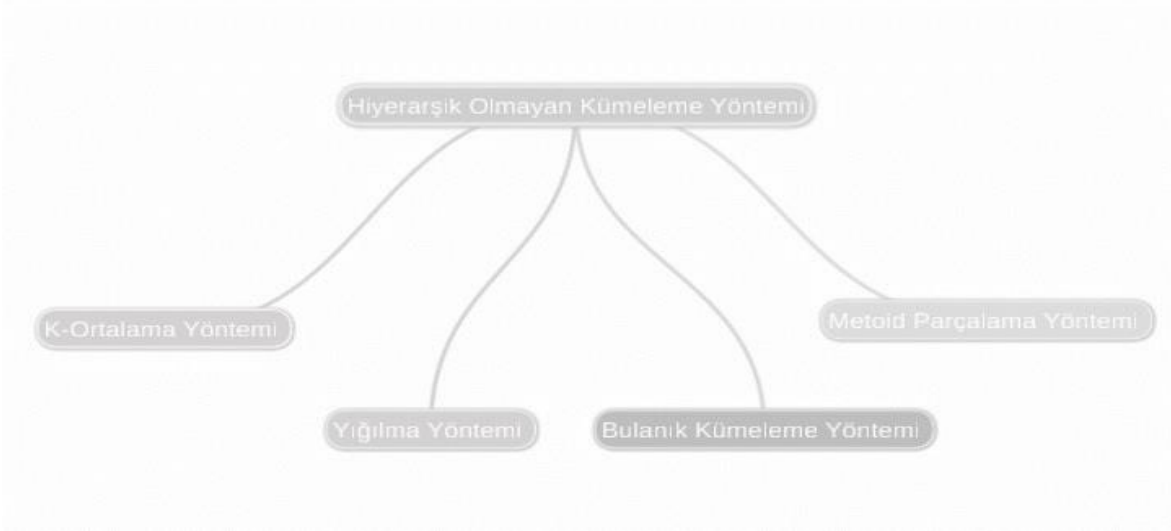 Hiyerarşik Olmayan Kümeleme Yöntemi
K-Ortalama Yöntemi
Metoid Parçalama Yöntemi
Yığılma Yöntemi
Bulanık Kümeleme Yöntemi